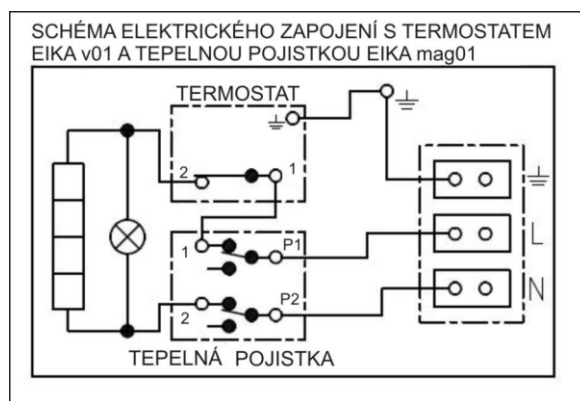 SCHÉMA ELEKTRICKÉHO ZAPOJENÍ S TERMOSTATEM
EIKA v01 A TEPELNOU POJISTKOU EIKA mag01
TERMOSTAT
2
1
L
1
P1
N
2
P2
TEPELNÁ POJISTKA